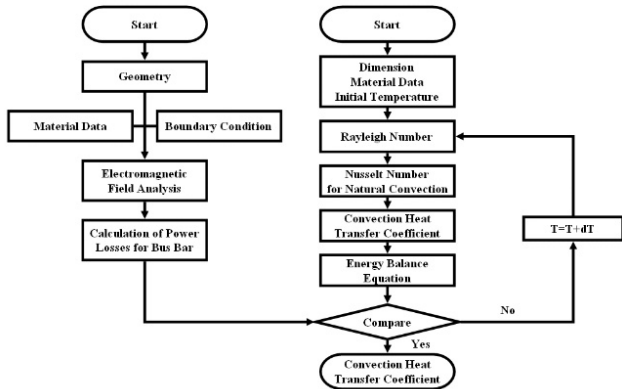 Start
Geometry
Material Data
Boundary Condition
Electromagnetic
Field Analysis
Calculation of Power
Losses for Bus Bar
Start
Dimension
Material Data
Initial Temperature
Rayleigh Number
Nusselt Number
for Natural Convection
Convection Heat
Transfer Coefficient
Energy Balance
Equation
Compare
No
T=T+dT
Yes
Convection Heat
Transfer Coefficient